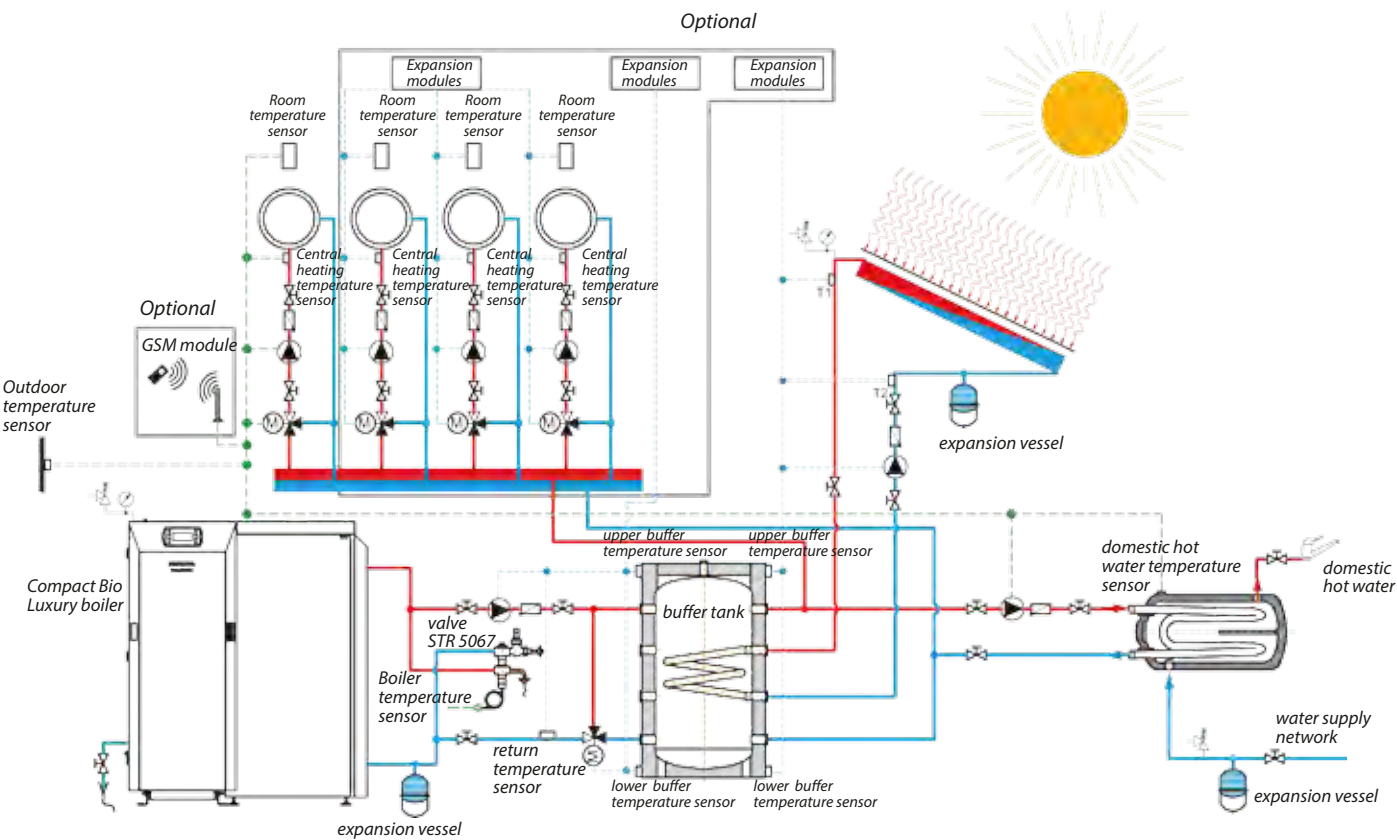 Optional
Expansion
modules
Expansion
modules
Expansion
modules
Room
temperature
sensor
Room
temperature
sensor
Room
temperature
sensor
Room
temperature
sensor
Central
heating
temperature
sensor
Central
heating
temperature
sensor
Central
heating
temperature
sensor
Central
heating
temperature
sensor
T1
Optional
GSM module
Outdoor
temperature
sensor
M
M
M
M
T2
expansion vessel
upper buffer
temperature sensor
upper buffer
temperature sensor
domestic hot
water temperature
sensor
domestic
hot water
Compact Bio
Luxury boiler
buffer tank
valve
STR 5067
Boiler
temperature
sensor
return
temperature
sensor
M
lower buffer
temperature sensor
lower buffer
temperature sensor
water supply
network
expansion vessel
expansion vessel